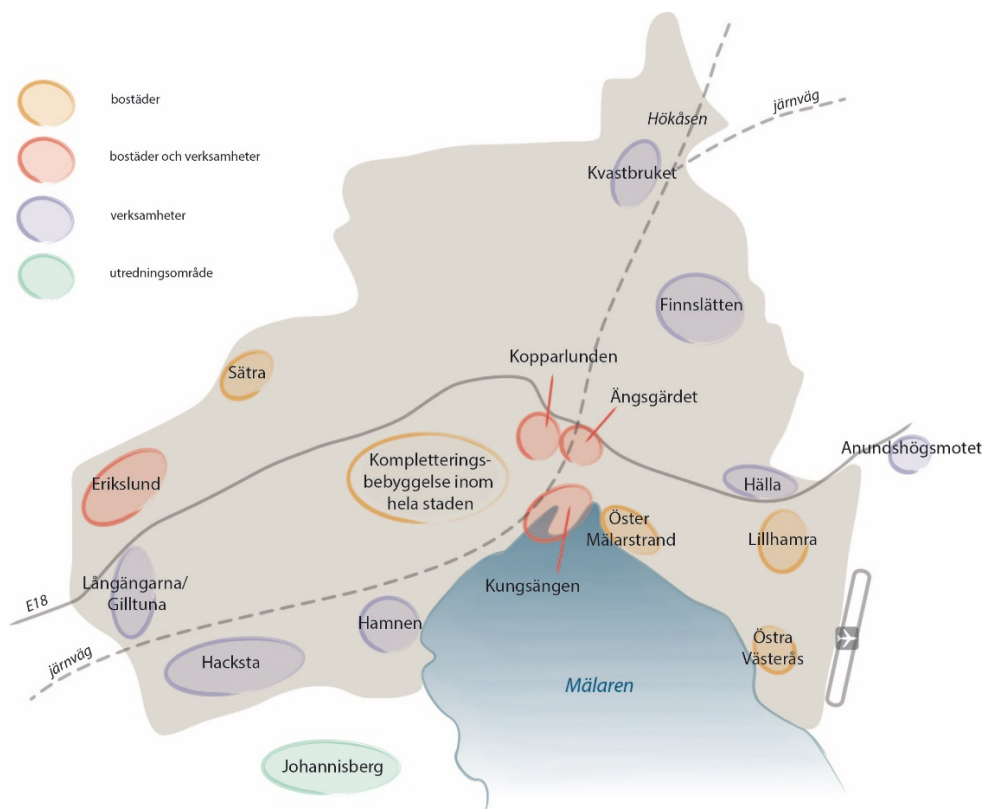 bostäder
bostäder och verksamheter
verksamheter
utredningsområde
Hökåsen
järnväg
Kvastbruket
Finnslätten
Kopparlunden
Sätra
Ängsgärdet
Anundshögsmotet
Kompletterings-
bebyggelse inom
hela staden
Erikslund
Hälla
Öster
Mälarstrand
Lillhamra
Långängarna/
Gilltuna
Kungsängen
E18
Hamnen
järnväg
Hacksta
Östra
Västerås
Mälaren
Johannisberg